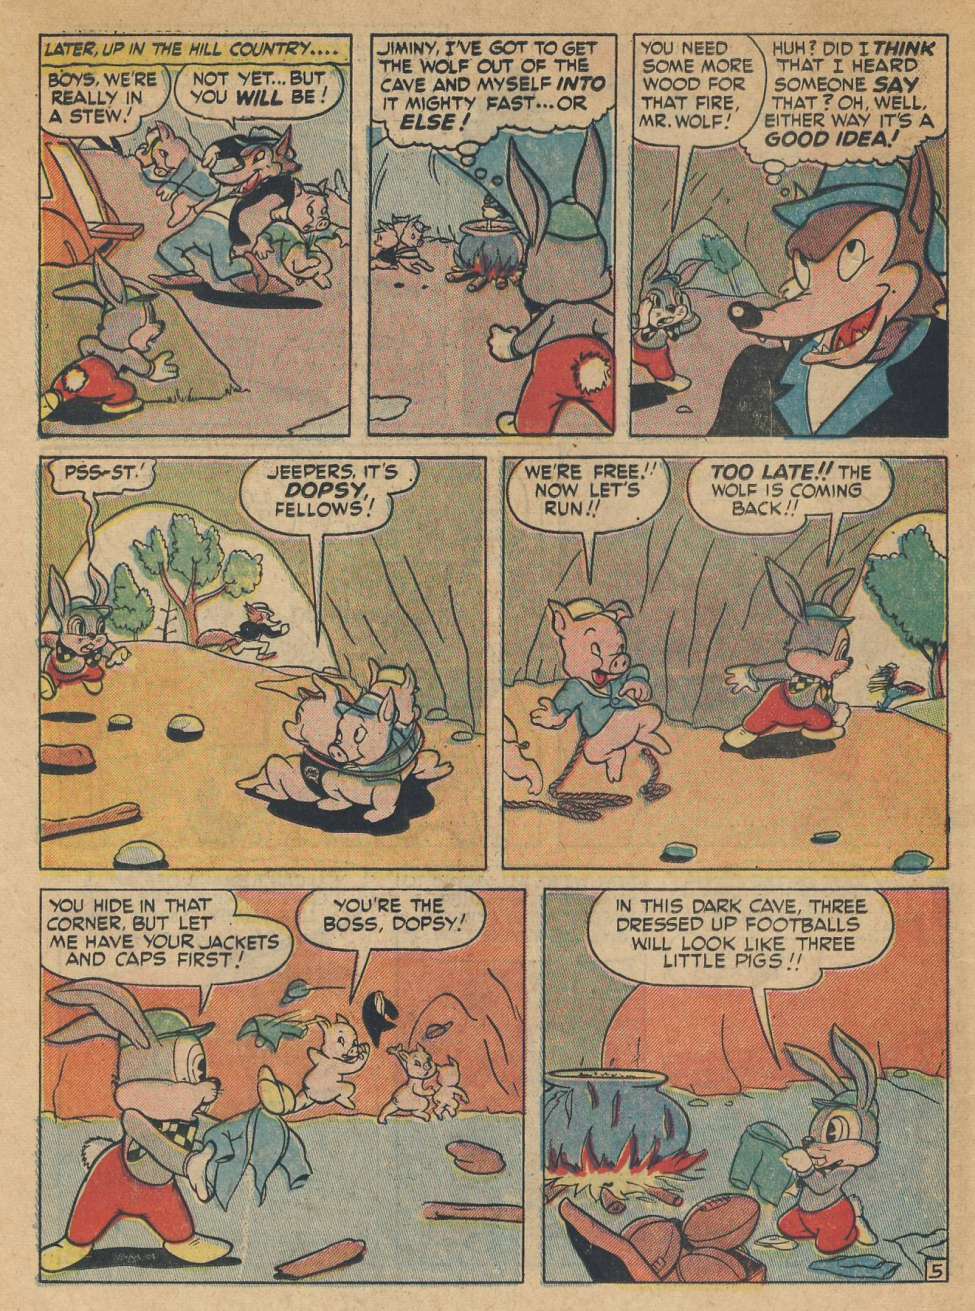 LATER, UP IN THE HILL COUNTRY....
BOYS, WE'RE
REALLY IN
A STEW!
NOT YET... BUT
YOU WILL BE!
JIMINY, I'VE GOT TO GET
THE WOLF OUT OF THE
CAVE AND MYSELF INTO
IT MIGHTY FAST... OR
ELSE!
YOU NEED
SOME MORE
WOOD FOR
THAT FIRE,
MR. WOLF!
HUH? DID I THINK
THAT I HEARD
SOMEONE SAY
THAT? OH, WELL,
EITHER WAY IT'S A
GOOD IDEA!
PSS-ST!
JEEPERS, IT'S
DOPSY,
FELLOWS!
WE'RE FREE!!
NOW LET'S
RUN!!
TOO LATE!! THE
WOLF IS COMING
BACK!!
YOU HIDE IN THAT
CORNER, BUT LET
ME HAVE YOUR JACKETS
AND CAPS FIRST!
YOU'RE THE
BOSS, DOPSY!
IN THIS DARK CAVE, THREE
DRESSED UP FOOTBALLS
WILL LOOK LIKE THREE
LITTLE PIGS!!
5